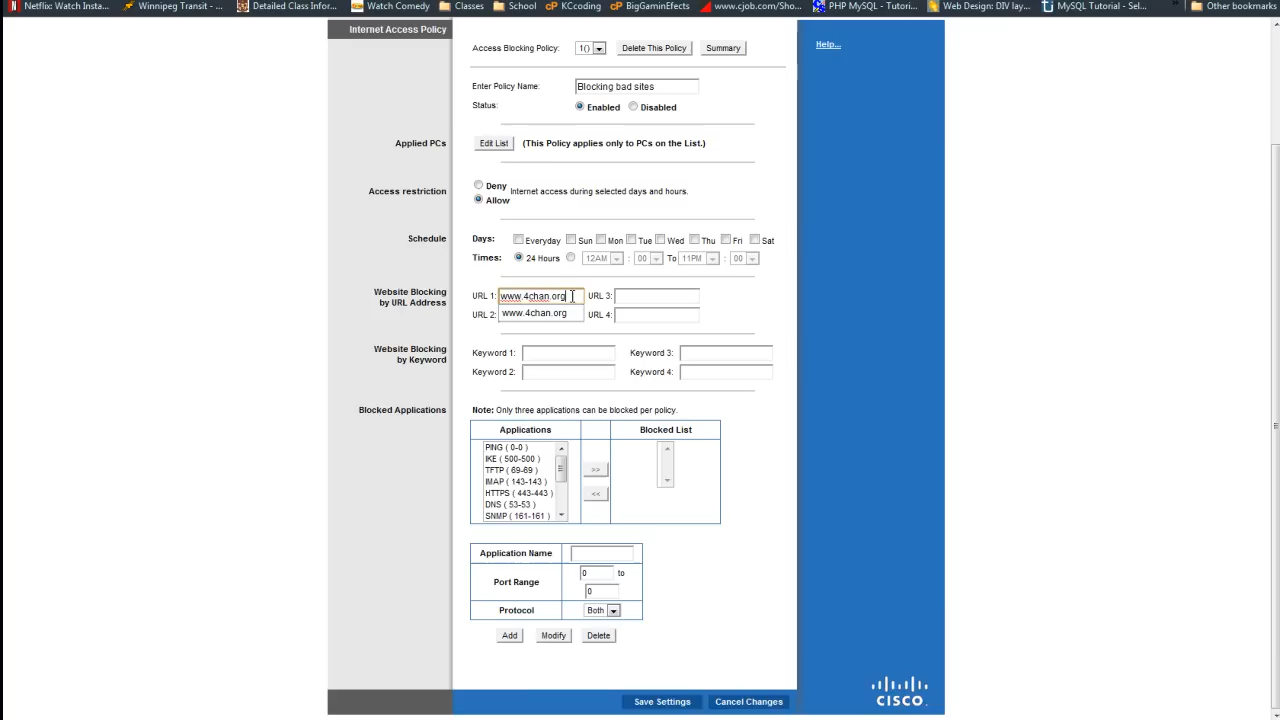 Netflix Watch Instan...
Winnipeg Transit - ...
Detailed Class Infor...
Watch Comedy
Classes
School
KCcoding
BigGaminEffects
www.cjob.com/Sho...
PHP MySQL - Tutori...
Web Design: DIV lay...
MySQL Tutorial - Sel...
»
Other bookmarks
Internet Access Policy
Access Blocking Policy: 1() Delete This Policy Summary
Help...
Enter Policy Name: Blocking bad sites
Status: Enabled Disabled
Applied PCs Edit List (This Policy applies only to PCs on the List.)
Access restriction Deny Internet access during selected days and hours.
Allow
Schedule Days: Everyday Sun Mon Tue Wed Thu Fri Sat
Times: 24 Hours 12AM : 00 To 11PM : 00
Website Blocking
by URL Address
URL 1: www.4chan.org URL 3:
URL 2: www.4chan.org URL 4:
Website Blocking
by Keyword
Keyword 1: Keyword 3:
Keyword 2: Keyword 4:
Blocked Applications Note: Only three applications can be blocked per policy.
Applications Blocked List
PING ( 0-0 )
IKE ( 500-500 )
TFTP ( 69-69 )
IMAP ( 143-143 )
HTTPS ( 443-443 )
DNS ( 53-53 )
SNMP ( 161-161 )
>>
<<
Application Name
Port Range 0 to
0
Protocol Both
Add Modify Delete
Save Settings Cancel Changes
CISCO